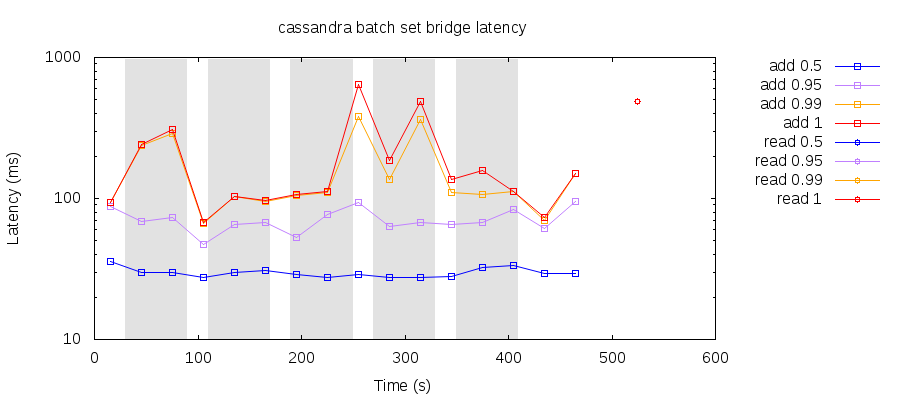 cassandra batch set bridge latency
Latency (ms)
1000
100
10
0 100 200 300 400 500 600
Time (s)
add 0.5
add 0.95
add 0.99
add 1
read 0.5
read 0.95
read 0.99
read 1